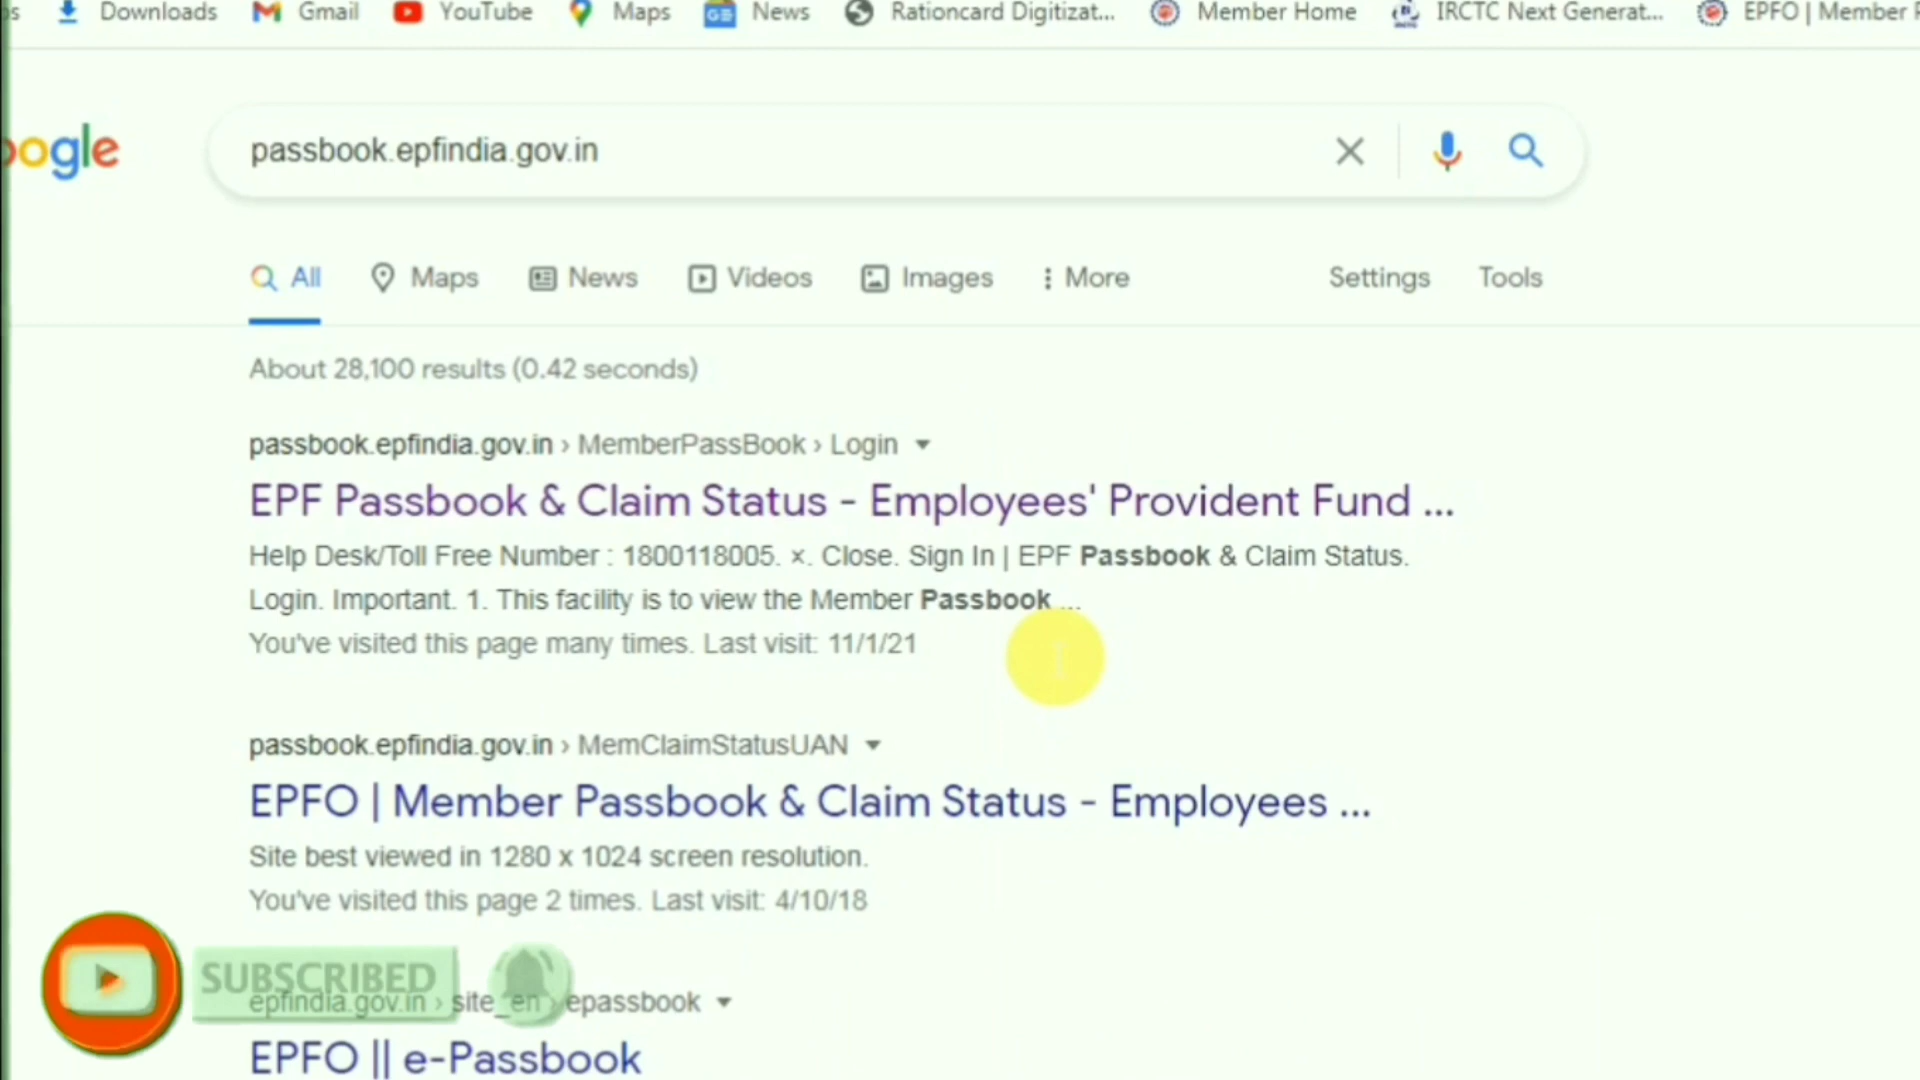 Downloads Gmail YouTube Maps News Rationcard Digitizat... Member Home IRCTC Next Generat... EPFO | Member
ogle passbook.epfindia.gov.in
All Maps News Videos Images More Settings Tools
About 28,100 results (0.42 seconds)
passbook.epfindia.gov.in › MemberPassBook › Login
EPF Passbook & Claim Status - Employees' Provident Fund ...
Help Desk/Toll Free Number : 1800118005. ×. Close. Sign In | EPF Passbook & Claim Status.
Login. Important. 1. This facility is to view the Member Passbook ...
You've visited this page many times. Last visit: 11/1/21
passbook.epfindia.gov.in › MemClaimStatusUAN
EPFO | Member Passbook & Claim Status - Employees ...
Site best viewed in 1280 x 1024 screen resolution.
You've visited this page 2 times. Last visit: 4/10/18
SUBSCRIBED
epfindia.gov.in › site_en › epassbook
EPFO || e-Passbook